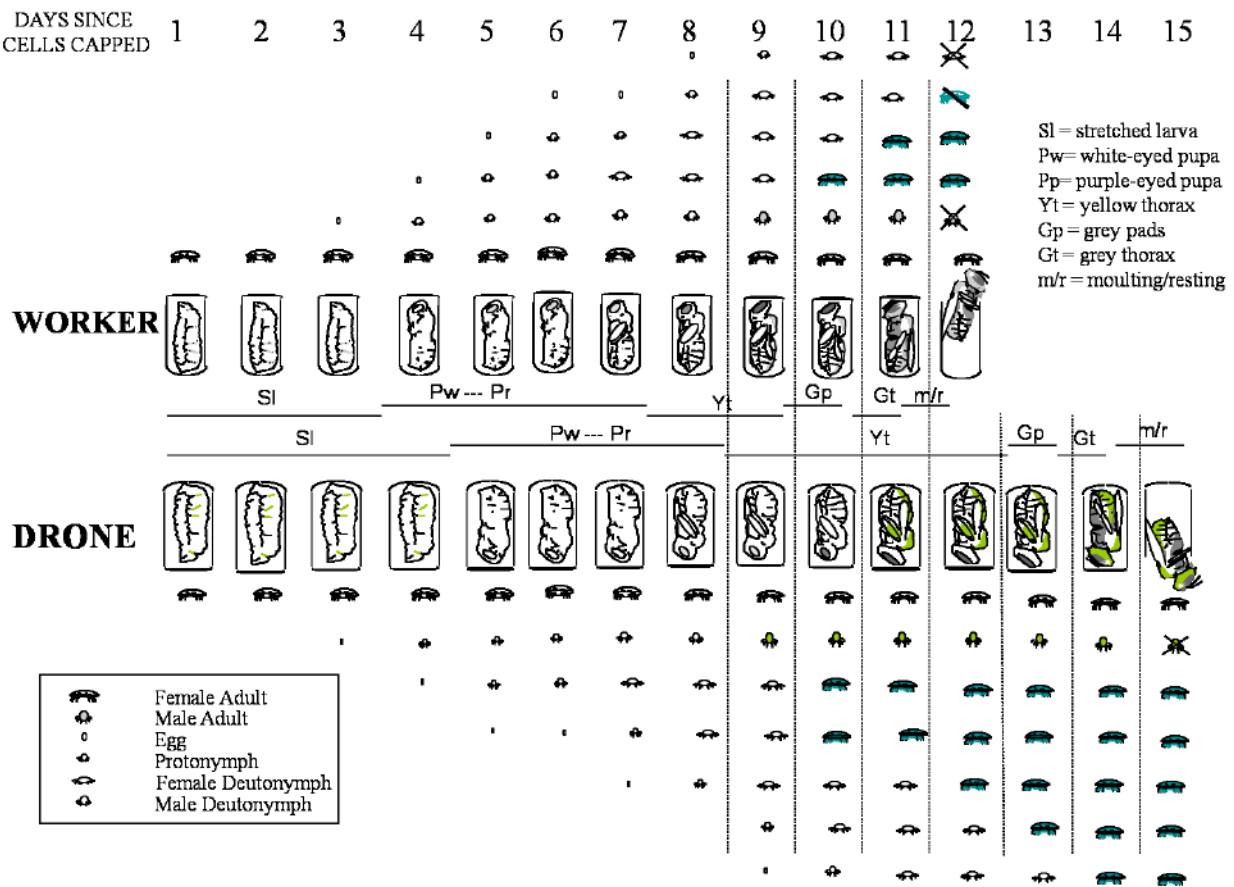 DAYS SINCE
CELLS CAPPED 1 2 3 4 5 6 7 8 9 10 11 12 13 14 15
Sl = stretched larva
Pw= white-eyed pupa
Pp= purple-eyed pupa
Yt = yellow thorax
Gp = grey pads
Gt = grey thorax
m/r = moulting/resting
WORKER
Sl Pw --- Pr Yt Gp Gt m/r
Sl Pw --- Pr Yt Gp Gt m/r
DRONE
Female Adult
Male Adult
Egg
Protonymph
Female Deutonymph
Male Deutonymph